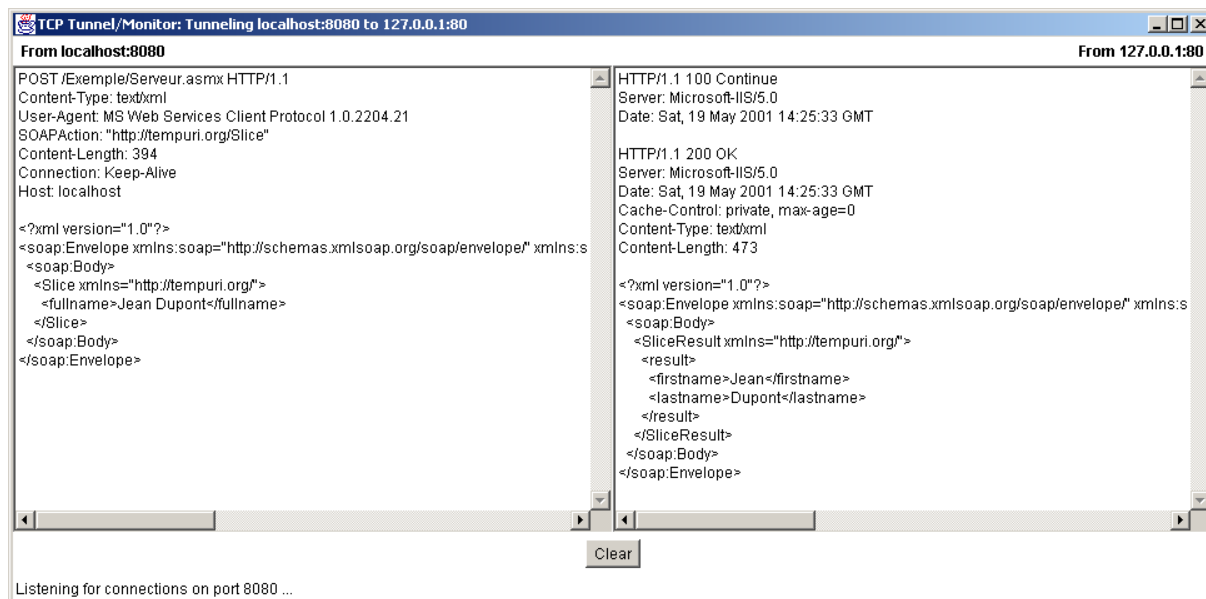 TCP Tunnel/Monitor: Tunneling localhost:8080 to 127.0.0.1:80
From localhost:8080
From 127.0.0.1:80
POST /Exemple/Serveur.asmx HTTP/1.1
Content-Type: text/xml
User-Agent: MS Web Services Client Protocol 1.0.2204.21
SOAPAction: "http://tempuri.org/Slice"
Content-Length: 394
Connection: Keep-Alive
Host: localhost
<?xml version="1.0"?>
<soap:Envelope xmlns:soap="http://schemas.xmlsoap.org/soap/envelope/" xmlns:s
<soap:Body>
<Slice xmlns="http://tempuri.org/">
<fullname>Jean Dupont</fullname>
</Slice>
</soap:Body>
</soap:Envelope>
HTTP/1.1 100 Continue
Server: Microsoft-IIS/5.0
Date: Sat, 19 May 2001 14:25:33 GMT
HTTP/1.1 200 OK
Server: Microsoft-IIS/5.0
Date: Sat, 19 May 2001 14:25:33 GMT
Cache-Control: private, max-age=0
Content-Type: text/xml
Content-Length: 473
<?xml version="1.0"?>
<soap:Envelope xmlns:soap="http://schemas.xmlsoap.org/soap/envelope/" xmlns:s
<soap:Body>
<SliceResult xmlns="http://tempuri.org/">
<result>
<firstname>Jean</firstname>
<lastname>Dupont</lastname>
</result>
</SliceResult>
</soap:Body>
</soap:Envelope>
Clear
Listening for connections on port 8080 ...